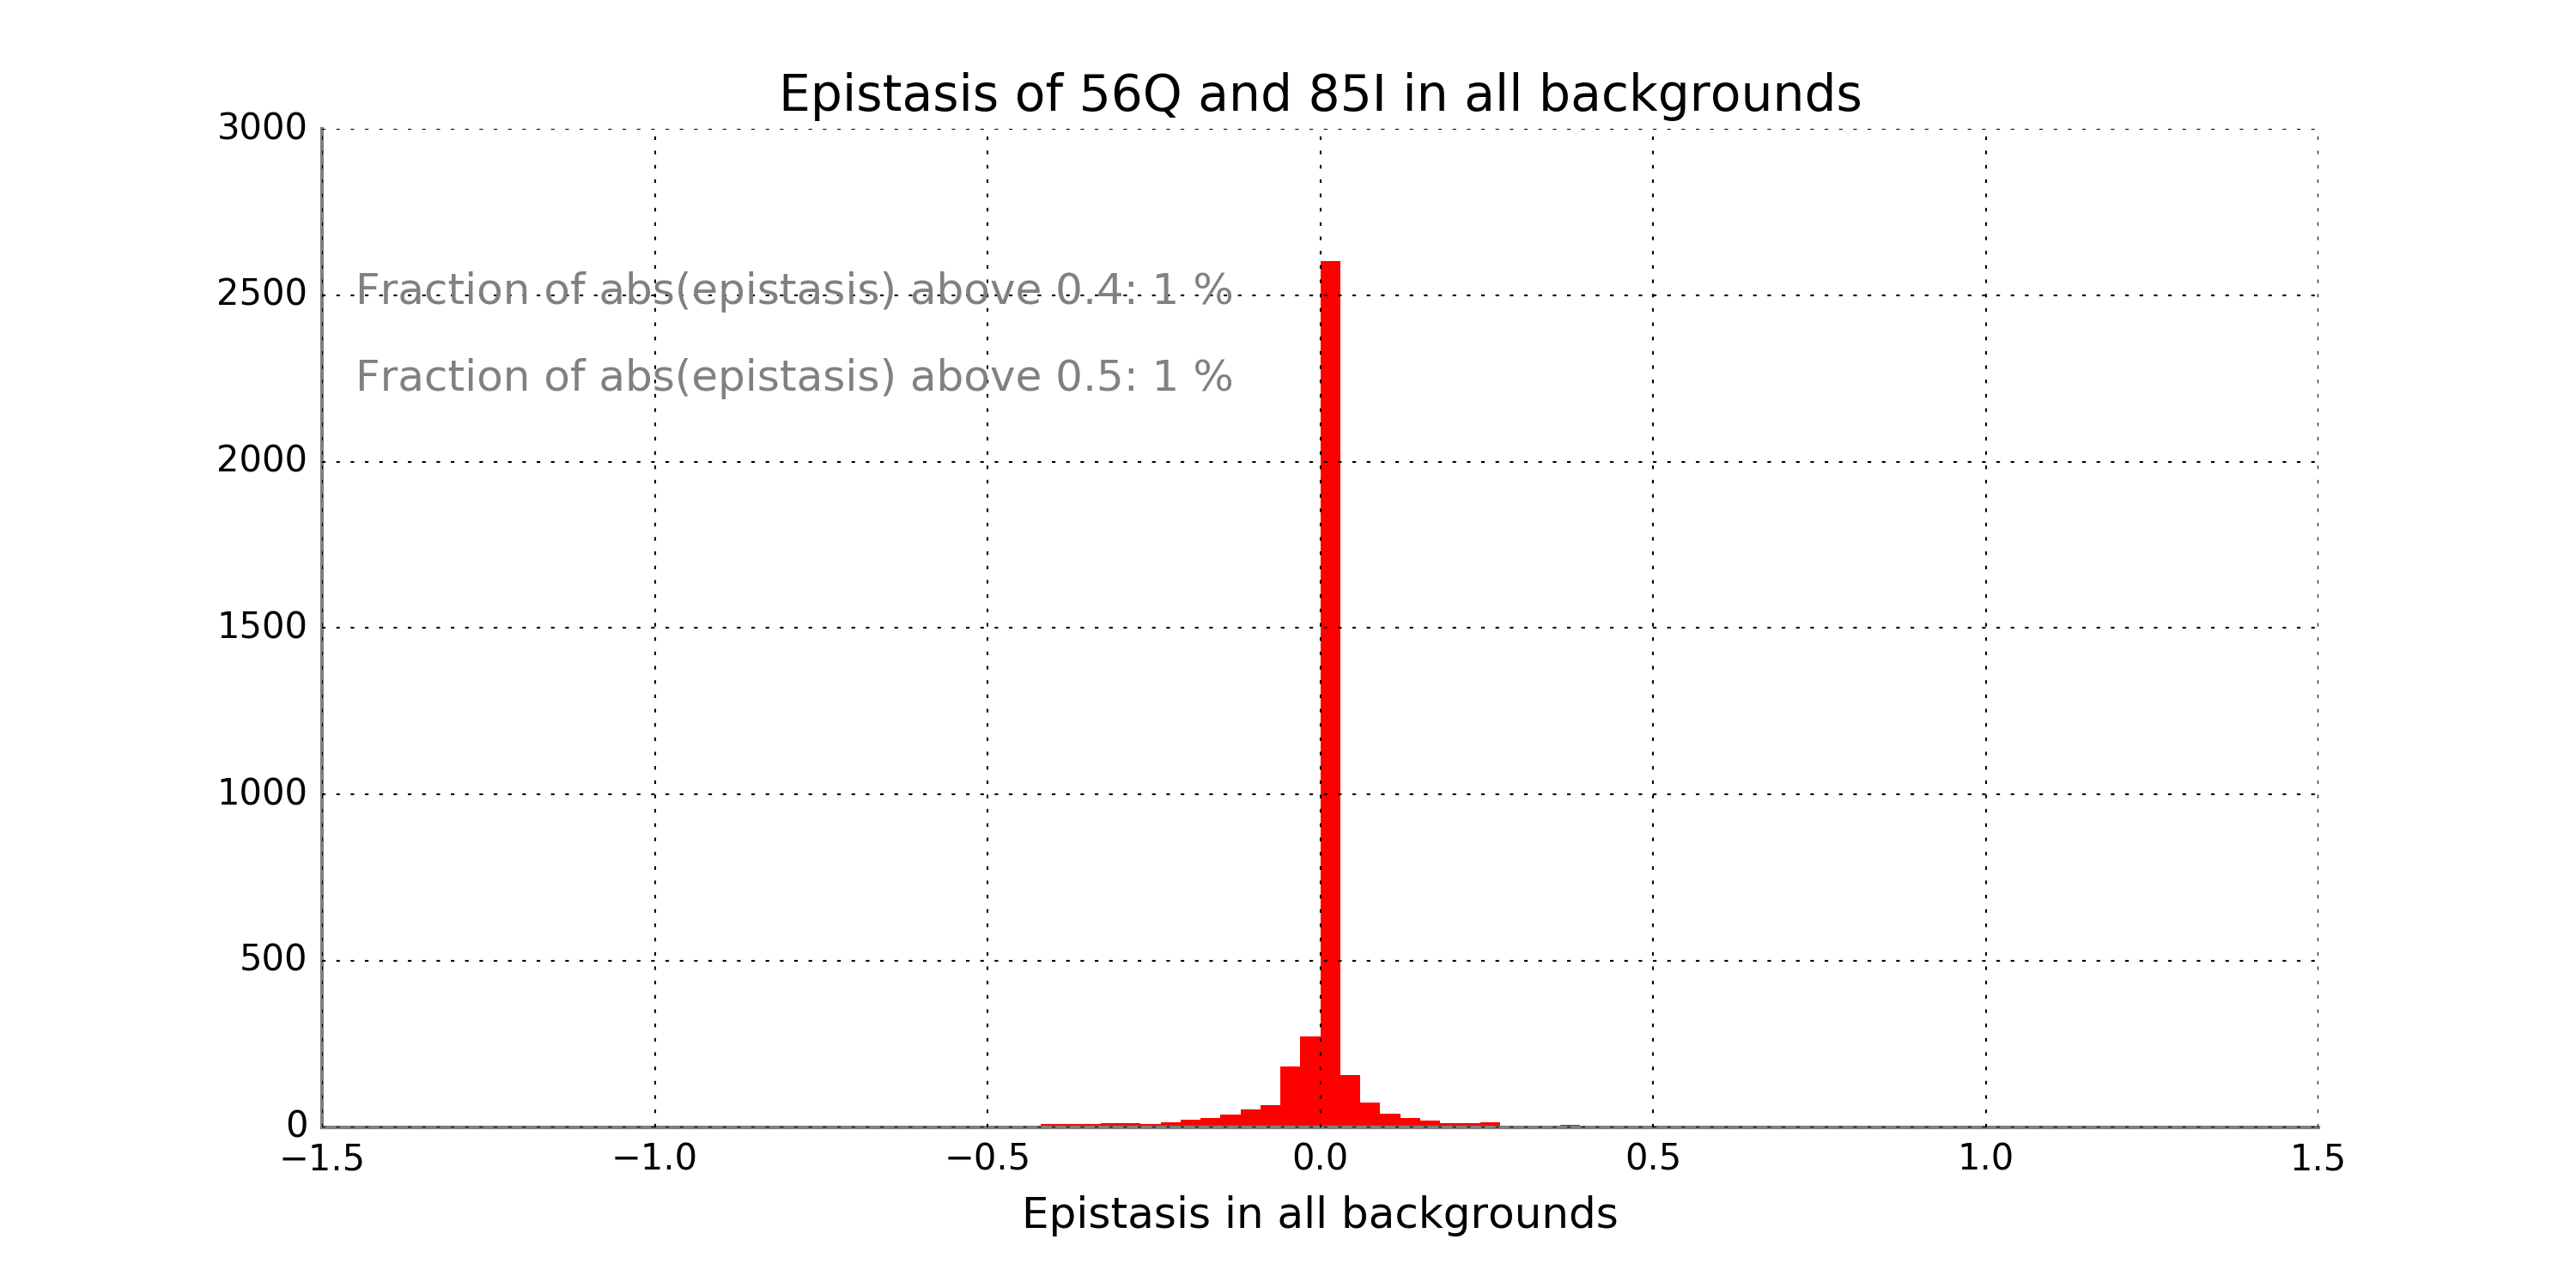 Epistasis of 56Q and 85I in all backgrounds
3000
2500
Fraction of abs(epistasis) above 0.4: 1 %
Fraction of abs(epistasis) above 0.5: 1 %
2000
1500
1000
500
0
−1.5 −1.0 −0.5 0.0 0.5 1.0 1.5
Epistasis in all backgrounds